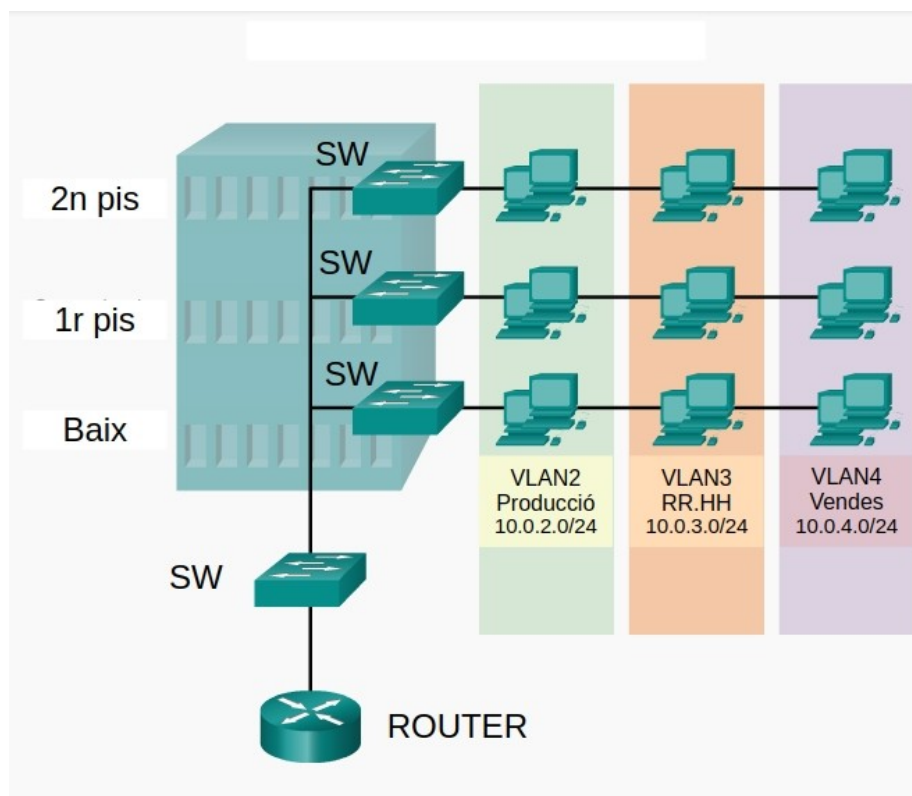 SW
2n pis
SW
1r pis
SW
Baix
VLAN2
Producció
10.0.2.0/24
VLAN3
RR.HH
10.0.3.0/24
VLAN4
Vendes
10.0.4.0/24
SW
ROUTER